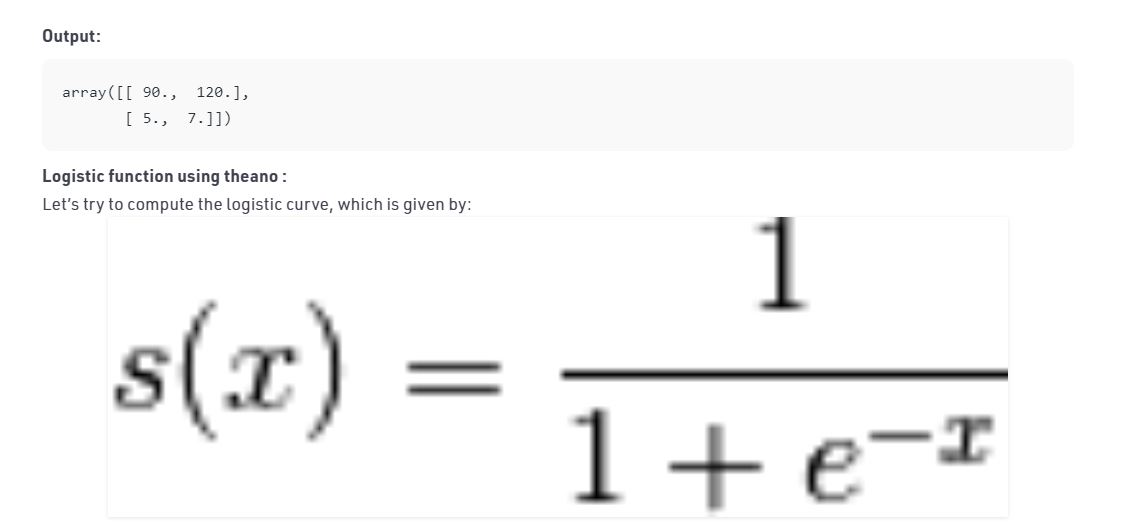 Output:
array([[ 90.,  120.],
       [ 5.,  7.]])
Logistic function using theano :
Let's try to compute the logistic curve, which is given by:
s(x) = 1 / (1 + e^{-x})